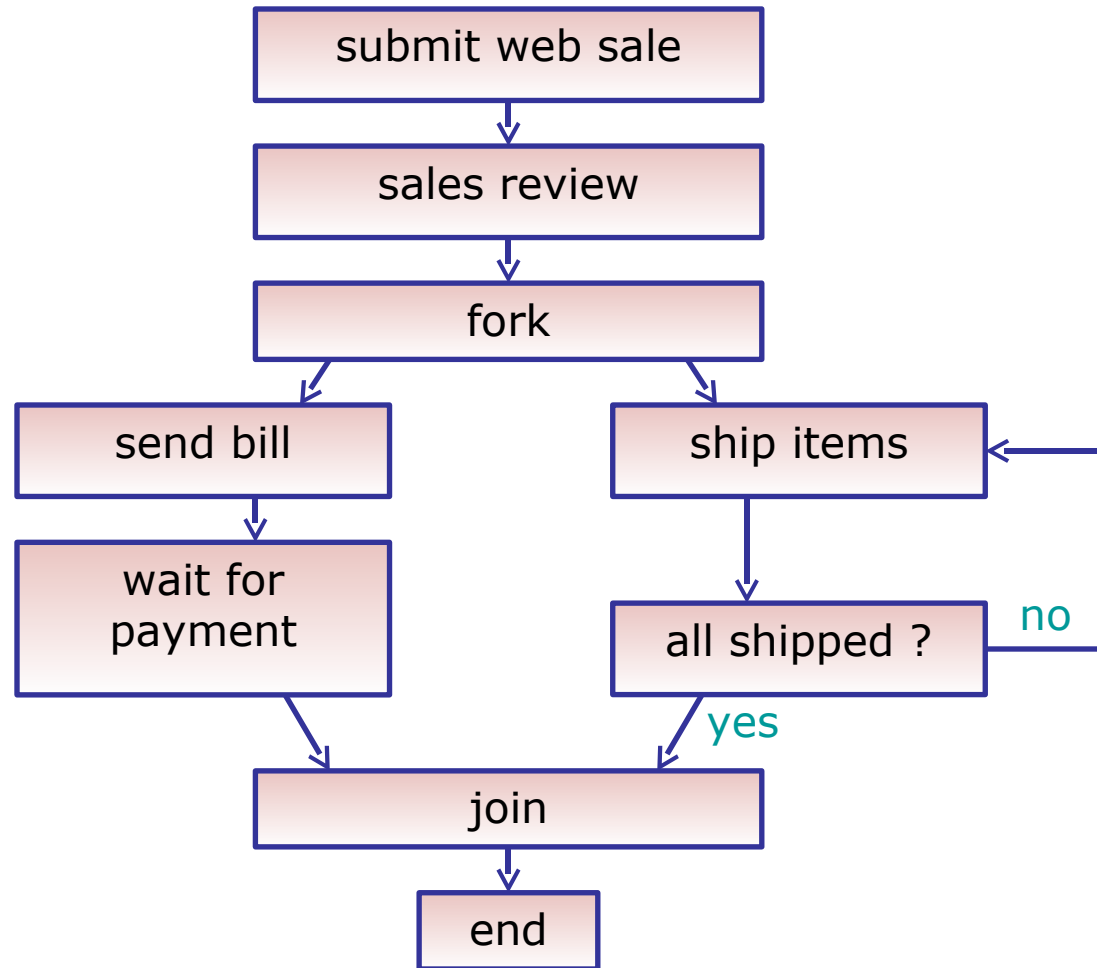 submit web sale
sales review
fork
send bill
ship items
wait for
payment
all shipped ?
no
yes
join
end